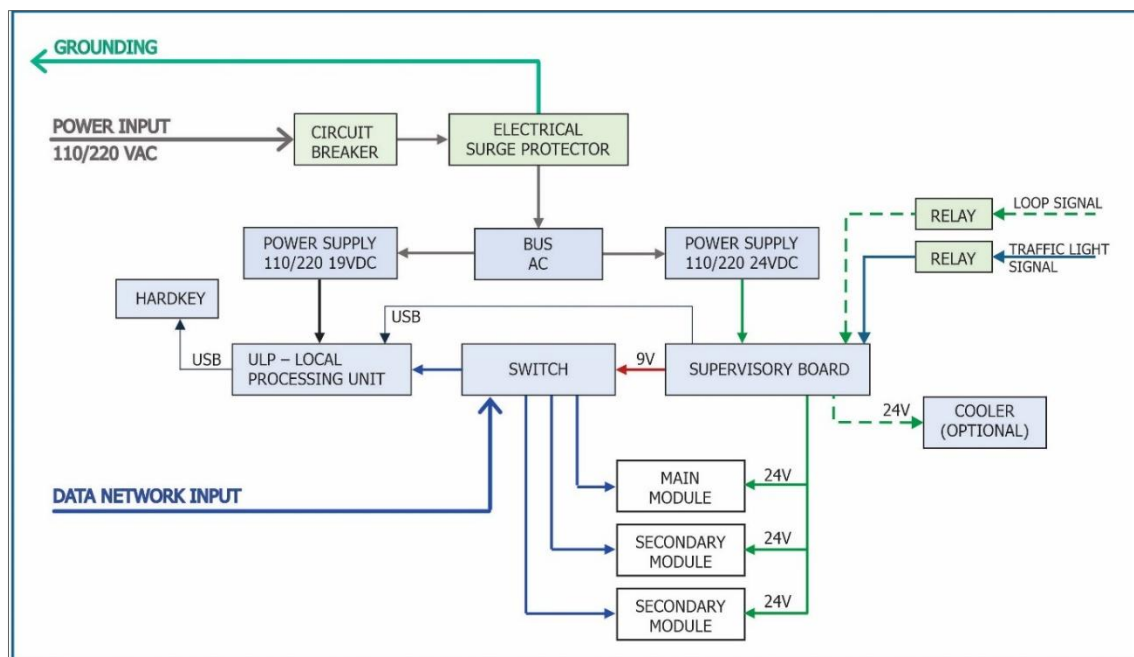 GROUNDING
POWER INPUT
110/220 VAC
CIRCUIT
BREAKER
ELECTRICAL
SURGE PROTECTOR
RELAY
LOOP SIGNAL
RELAY
TRAFFIC LIGHT
SIGNAL
POWER SUPPLY
110/220 19VDC
BUS
AC
POWER SUPPLY
110/220 24VDC
HARDKEY
USB
USB
ULP – LOCAL
PROCESSING UNIT
SWITCH
9V
SUPERVISORY BOARD
24V
COOLER
(OPTIONAL)
DATA NETWORK INPUT
MAIN
MODULE
24V
SECONDARY
MODULE
24V
SECONDARY
MODULE
24V